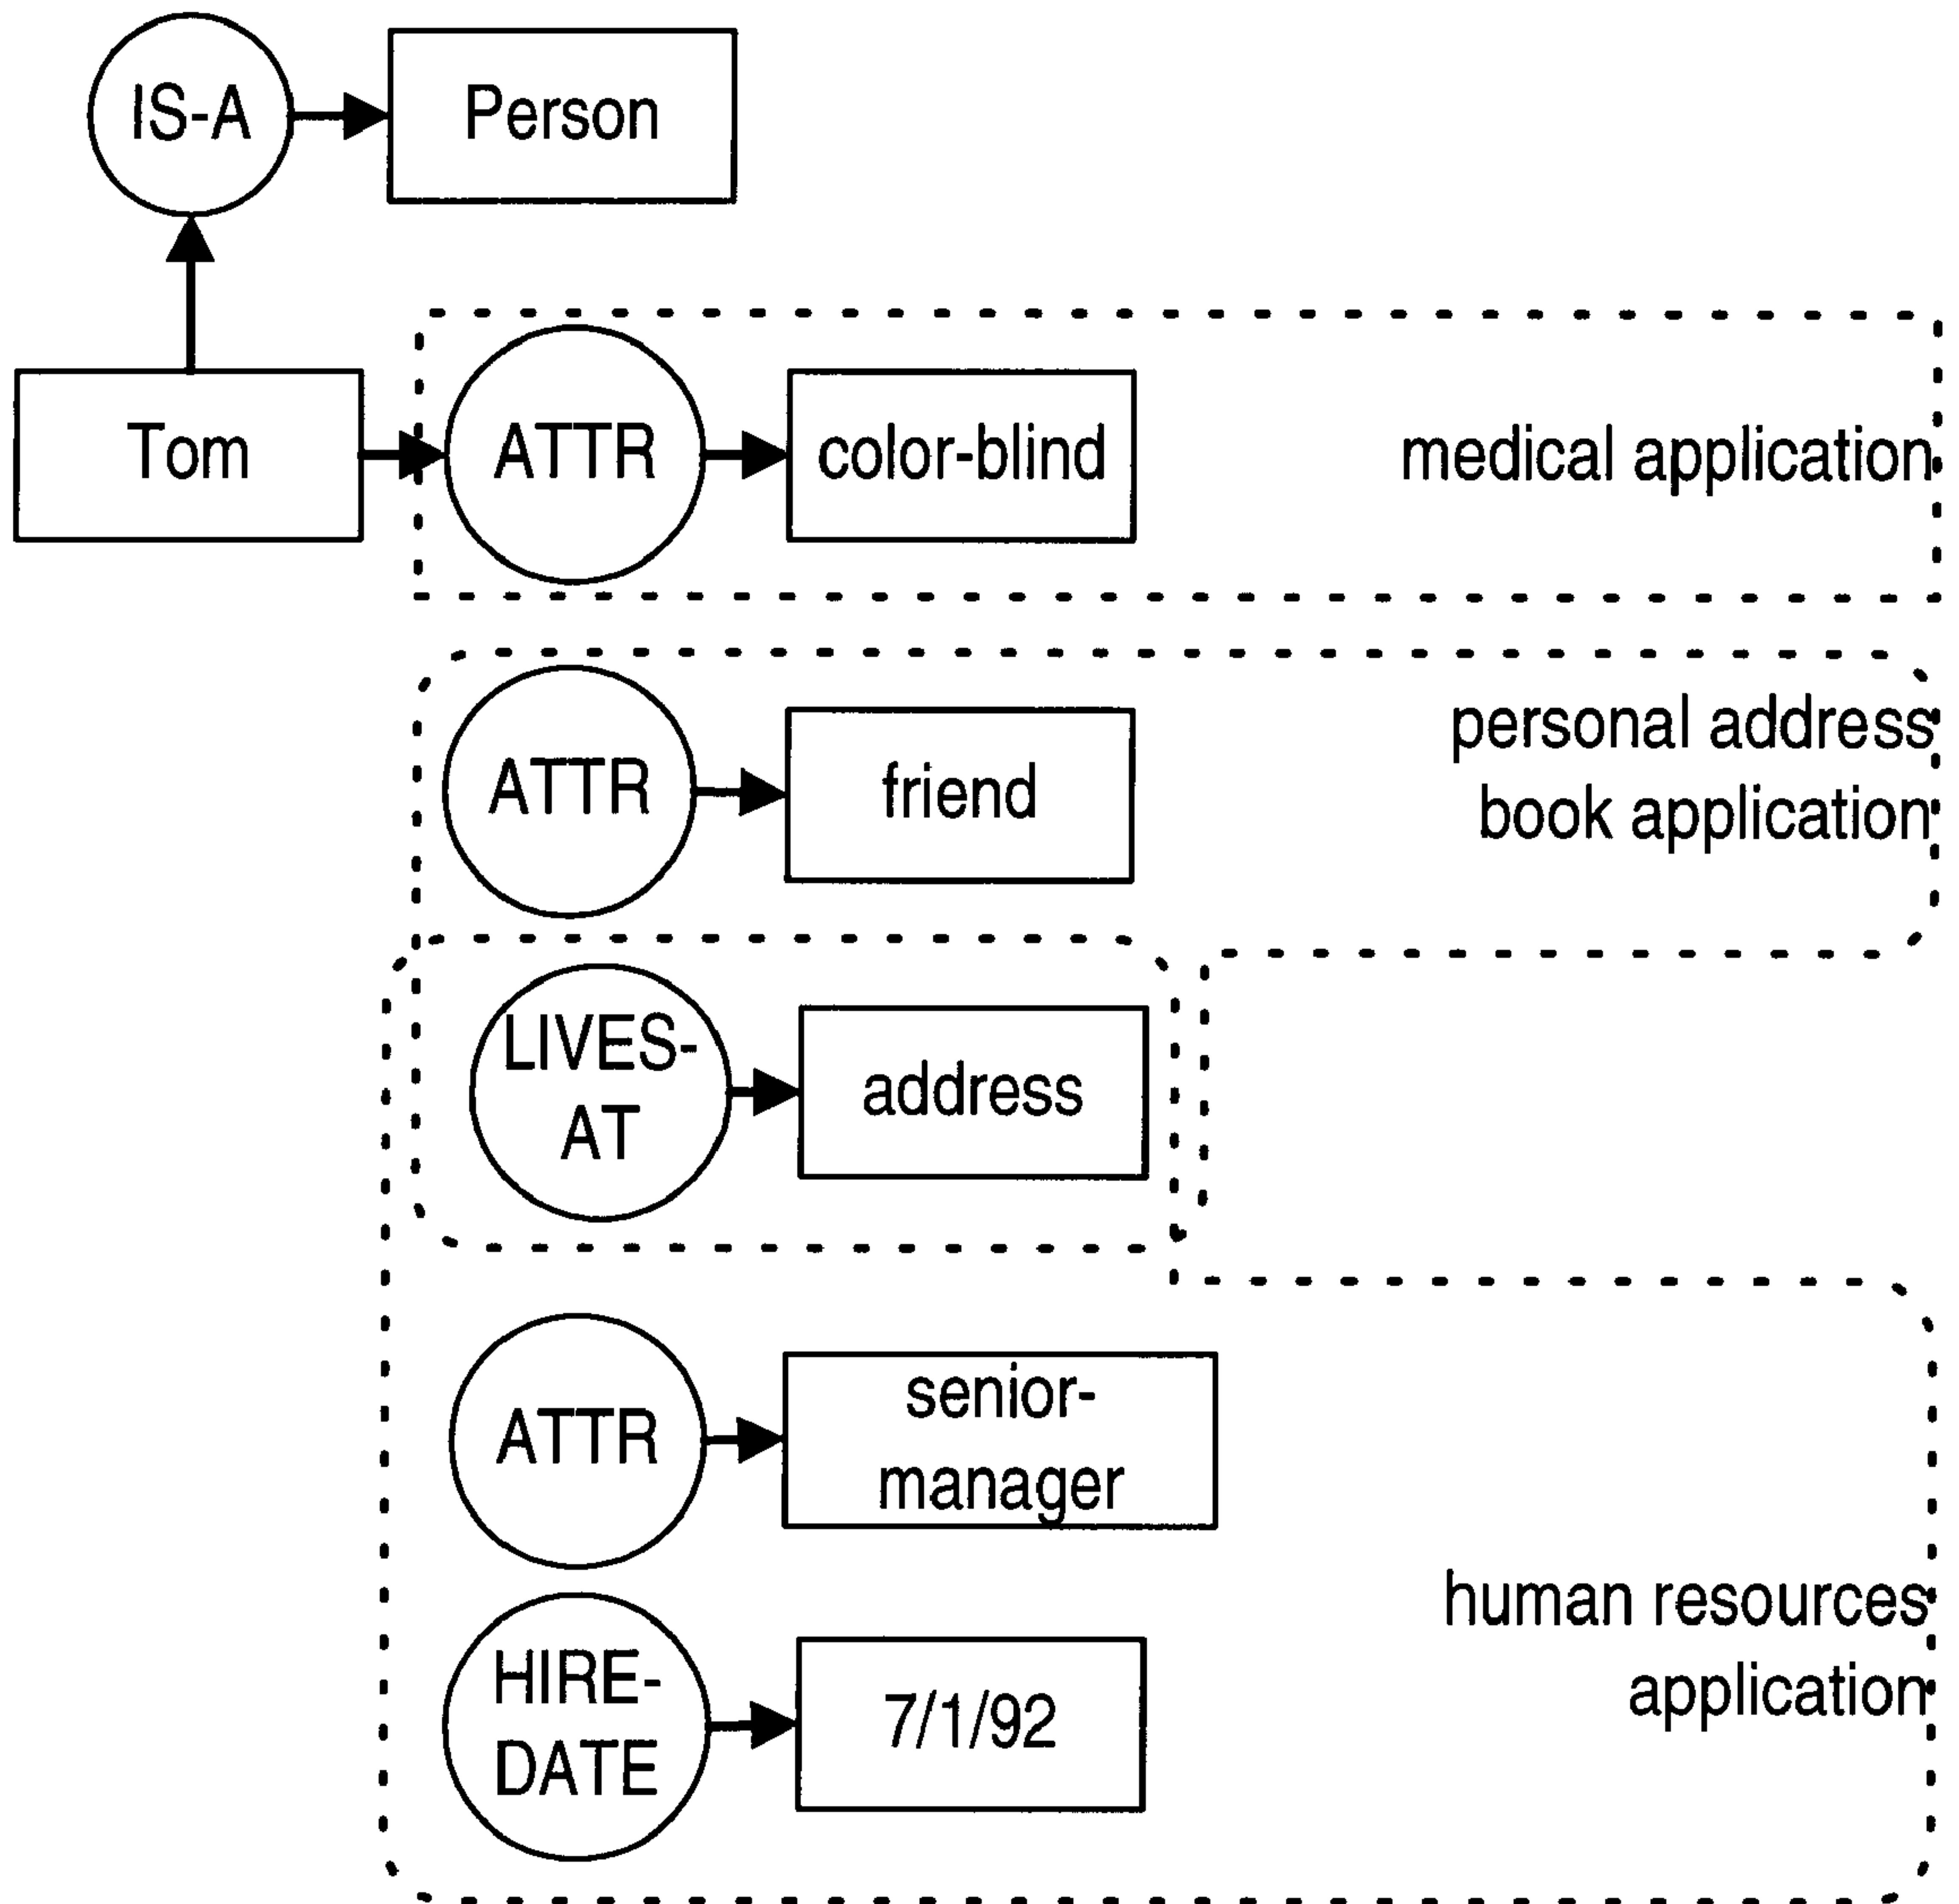 IS-A
Person
Tom
ATTR
color-blind
medical application
ATTR
friend
personal address
book application
LIVES-
AT
address
ATTR
senior-
manager
human resources
application
HIRE-
DATE
7/1/92